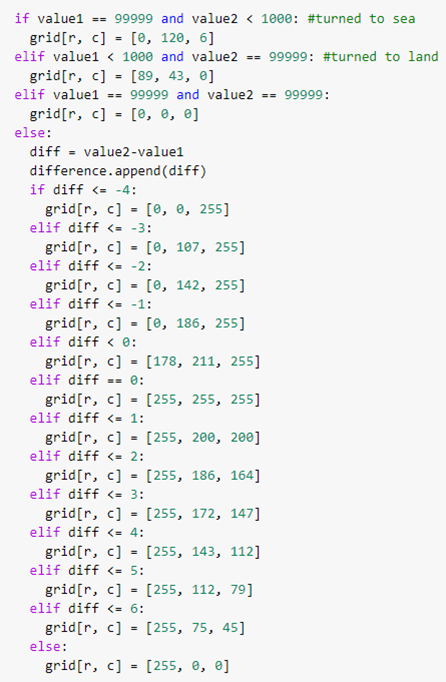 if value1 == 99999 and value2 < 1000: #turned to sea
  grid[r, c] = [0, 120, 6]
elif value1 < 1000 and value2 == 99999: #turned to land
  grid[r, c] = [89, 43, 0]
elif value1 == 99999 and value2 == 99999:
  grid[r, c] = [0, 0, 0]
else:
  diff = value2-value1
  difference.append(diff)
  if diff <= -4:
    grid[r, c] = [0, 0, 255]
  elif diff <= -3:
    grid[r, c] = [0, 107, 255]
  elif diff <= -2:
    grid[r, c] = [0, 142, 255]
  elif diff <= -1:
    grid[r, c] = [0, 186, 255]
  elif diff < 0:
    grid[r, c] = [178, 211, 255]
  elif diff == 0:
    grid[r, c] = [255, 255, 255]
  elif diff <= 1:
    grid[r, c] = [255, 200, 200]
  elif diff <= 2:
    grid[r, c] = [255, 186, 164]
  elif diff <= 3:
    grid[r, c] = [255, 172, 147]
  elif diff <= 4:
    grid[r, c] = [255, 143, 112]
  elif diff <= 5:
    grid[r, c] = [255, 112, 79]
  elif diff <= 6:
    grid[r, c] = [255, 75, 45]
  else:
    grid[r, c] = [255, 0, 0]